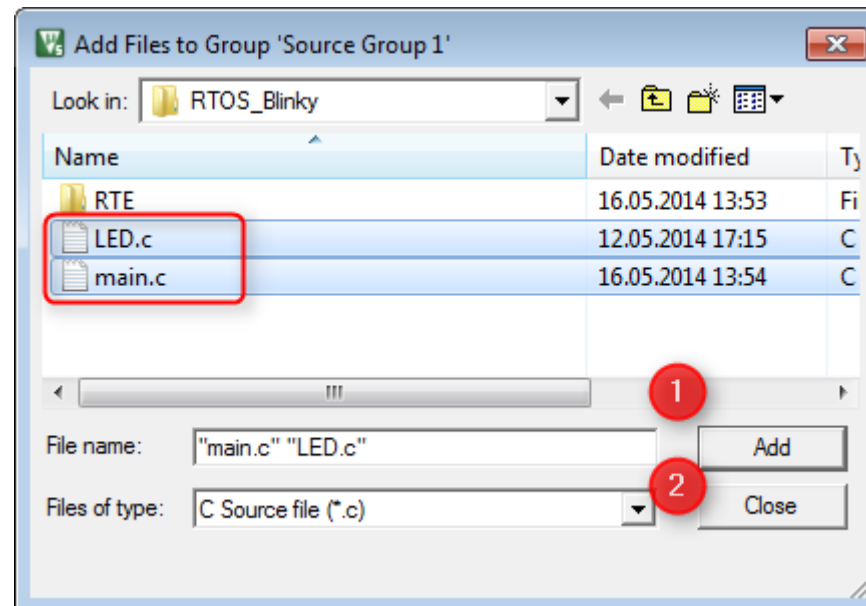 Add Files to Group 'Source Group 1'
Look in: RTOS_Blinky
Name Date modified Ty
RTE 16.05.2014 13:53 Fi
LED.c 12.05.2014 17:15 C
main.c 16.05.2014 13:54 C
1
File name: "main.c" "LED.c" Add
2
Files of type: C Source file (*.c) Close